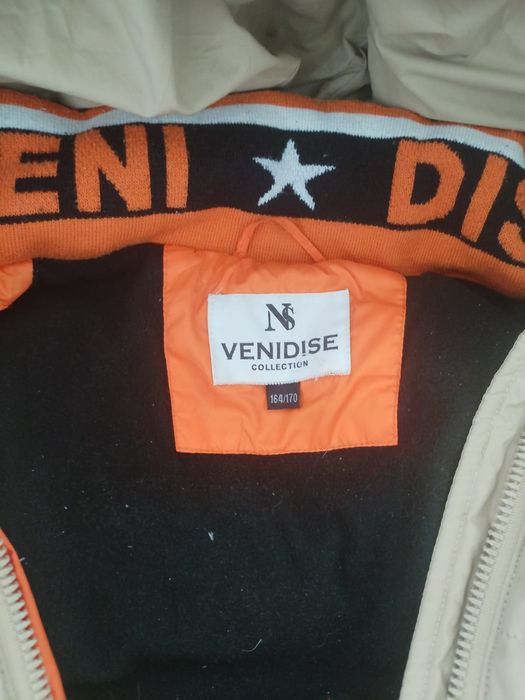 ENI ★ DIS
NS
VENIDISE
COLLECTION
164/170